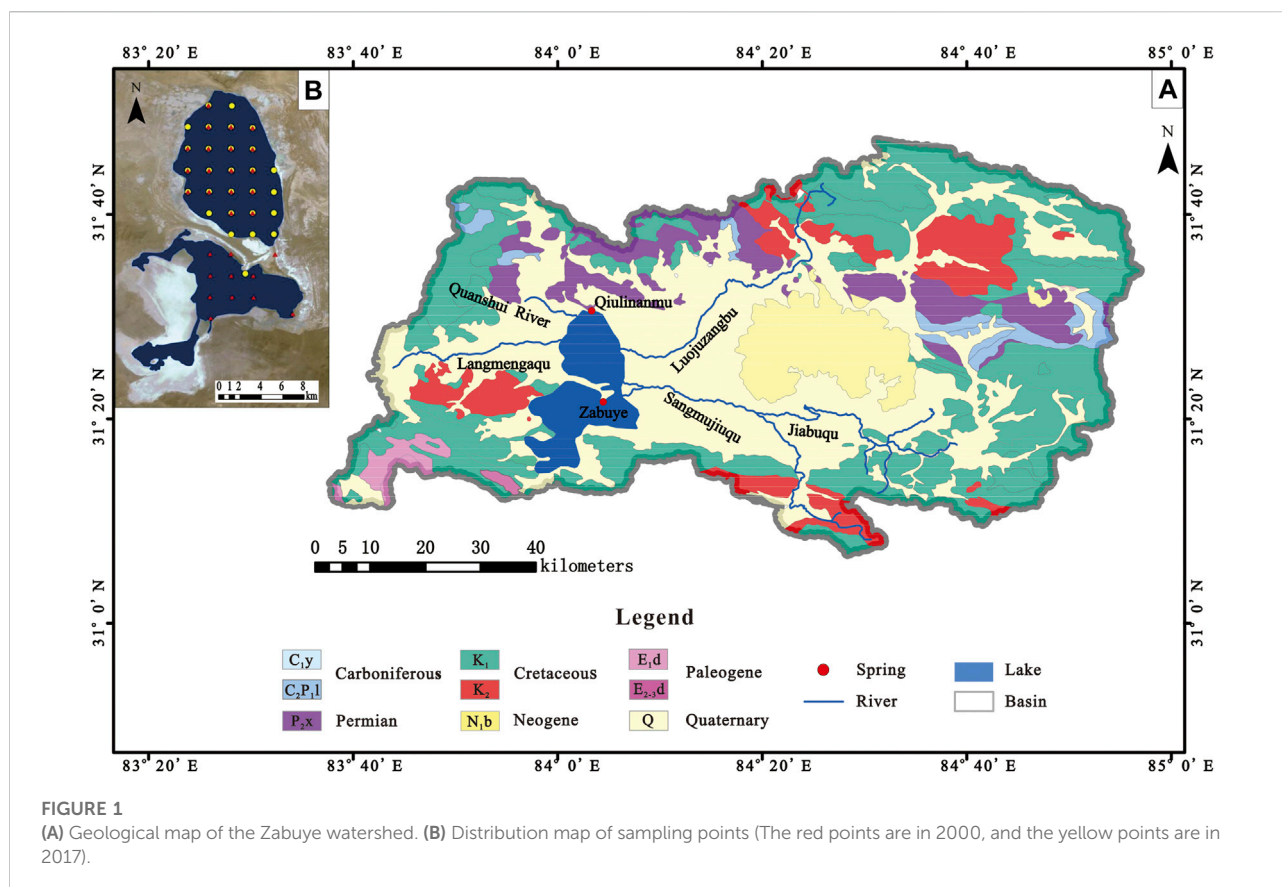 83° 20′ E 83° 40′ E 84° 0′ E 84° 20′ E 84° 40′ E 85° 0′ E
B
A
N
N
31° 40′ N
31° 40′ N
Quanshui River
Qiulinanmu
Luojuzangbu
Langmengaqu
0 1 2 4 6 8
km
31° 20′ N
31° 20′ N
Zabuye
Sangmujiuqu
Jiabuqu
0 5 10 20 30 40
kilometers
31° 0′ N
31° 0′ N
Legend
C₁y
Carboniferous
C₂P₁l
P₂x Permian
K₁
Cretaceous
K₂
N₁b Neogene
E₁d
Paleogene
E₂₋₃d
Q Quaternary
Spring
River
Lake
Basin
83° 20′ E 83° 40′ E 84° 0′ E 84° 20′ E 84° 40′ E 85° 0′ E
FIGURE 1
(A) Geological map of the Zabuye watershed. (B) Distribution map of sampling points (The red points are in 2000, and the yellow points are in
2017).